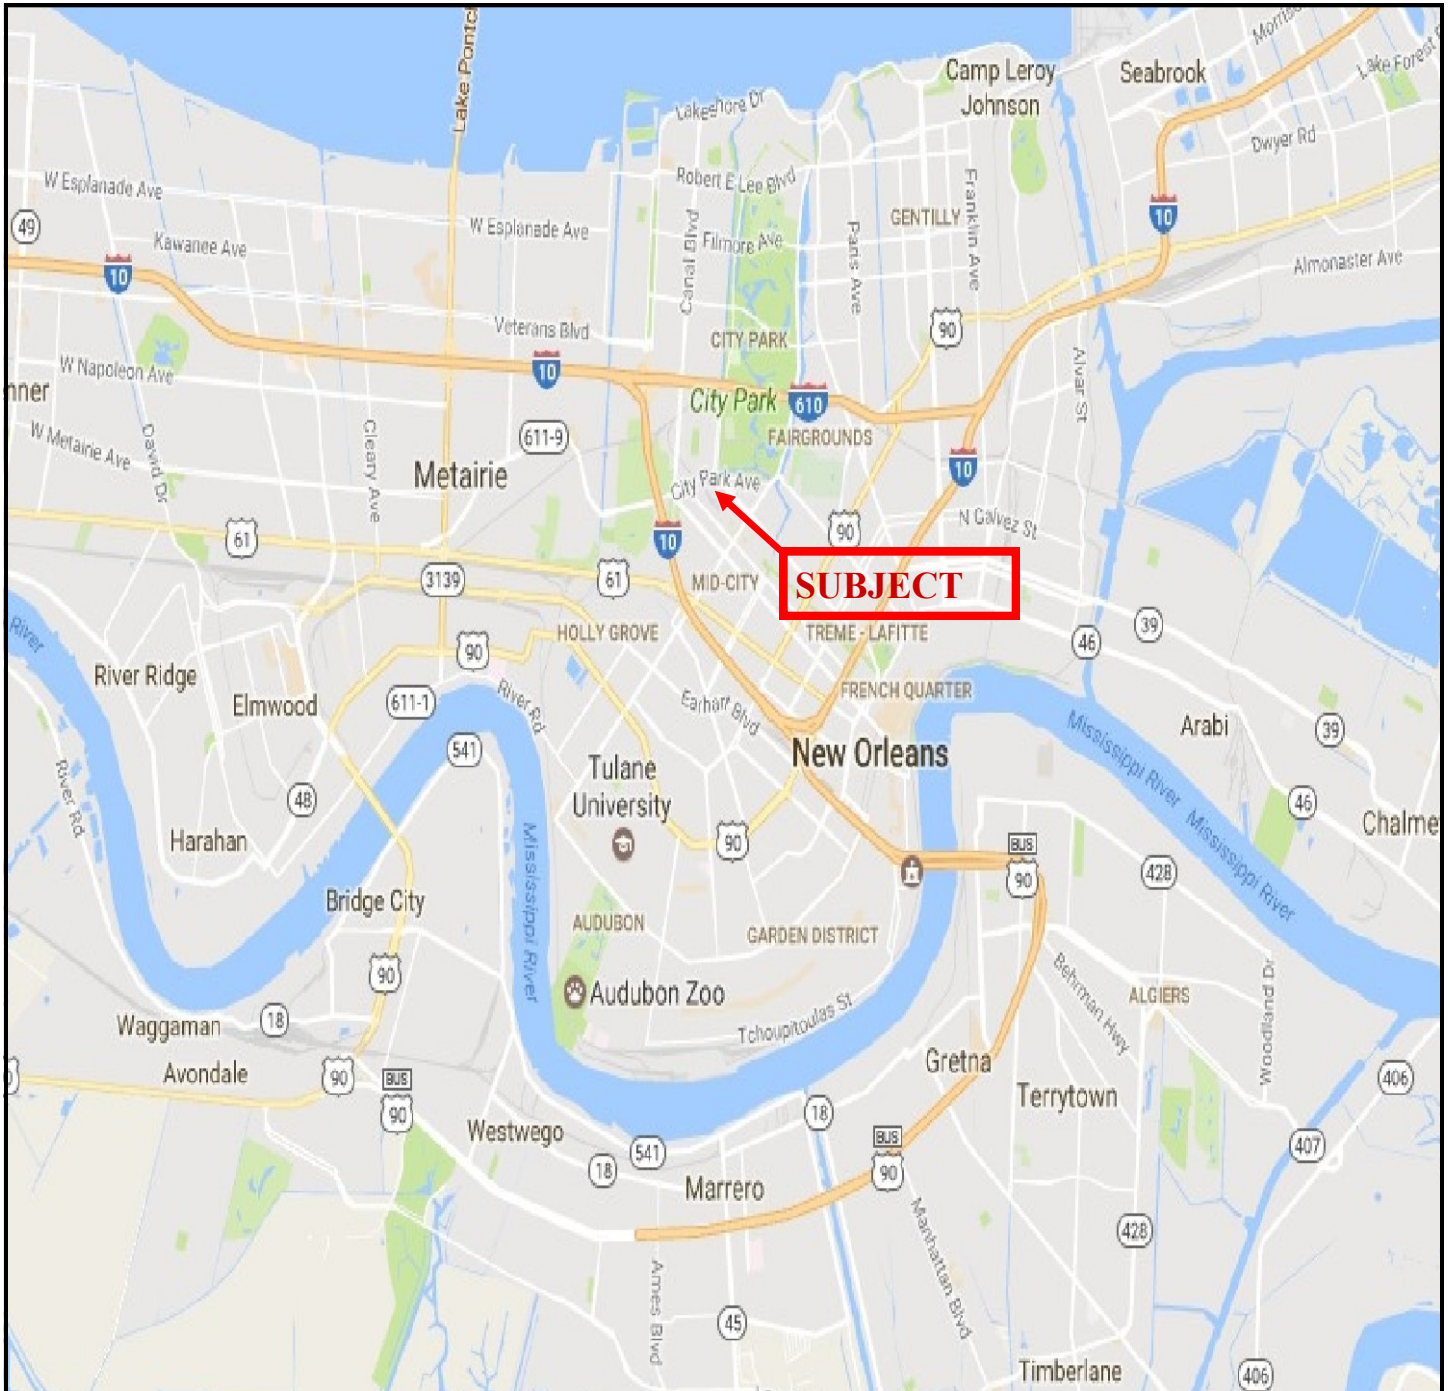 Lake Pontc
Camp Leroy
Johnson
Seabrook
Morris
Lake Forest
Lakeshore Dr
Dwyer Rd
W Esplanade Ave
Robert E Lee Blvd
Franklin Ave
49
Kawanee Ave
W Esplanade Ave
Canal Blvd
Filmore Ave
Paris Ave
GENTILLY
10
Almonaster Ave
10
Veterans Blvd
CITY PARK
90
Alvar St
W Napoleon Ave
10
nner
City Park
610
W Metairie Ave
David Dr
Cleary Ave
611-9
FAIRGROUNDS
Metairie
City Park Ave
10
61
10
90
N Galvez St
3139
61
MID-CITY
SUBJECT
River
HOLLY GROVE
TREME - LAFITTE
46
39
90
River Ridge
Elmwood
611-1
River Rd
Earhart Blvd
FRENCH QUARTER
Mississippi River
Arabi
39
541
Tulane
University
New Orleans
River Rd
48
46
Harahan
Mississippi River
90
Mississippi River
Chalme
BUS
90
428
Bridge City
AUDUBON
GARDEN DISTRICT
90
Audubon Zoo
Behrman Hwy
ALGIERS
Woodland Dr
Waggaman
18
Tchoupitoulas St
Avondale
90
BUS
90
Gretna
Terrytown
406
Westwego
18
541
18
BUS
90
407
Marrero
Manhattan Blvd
428
Ames Blvd
45
Timberlane
406